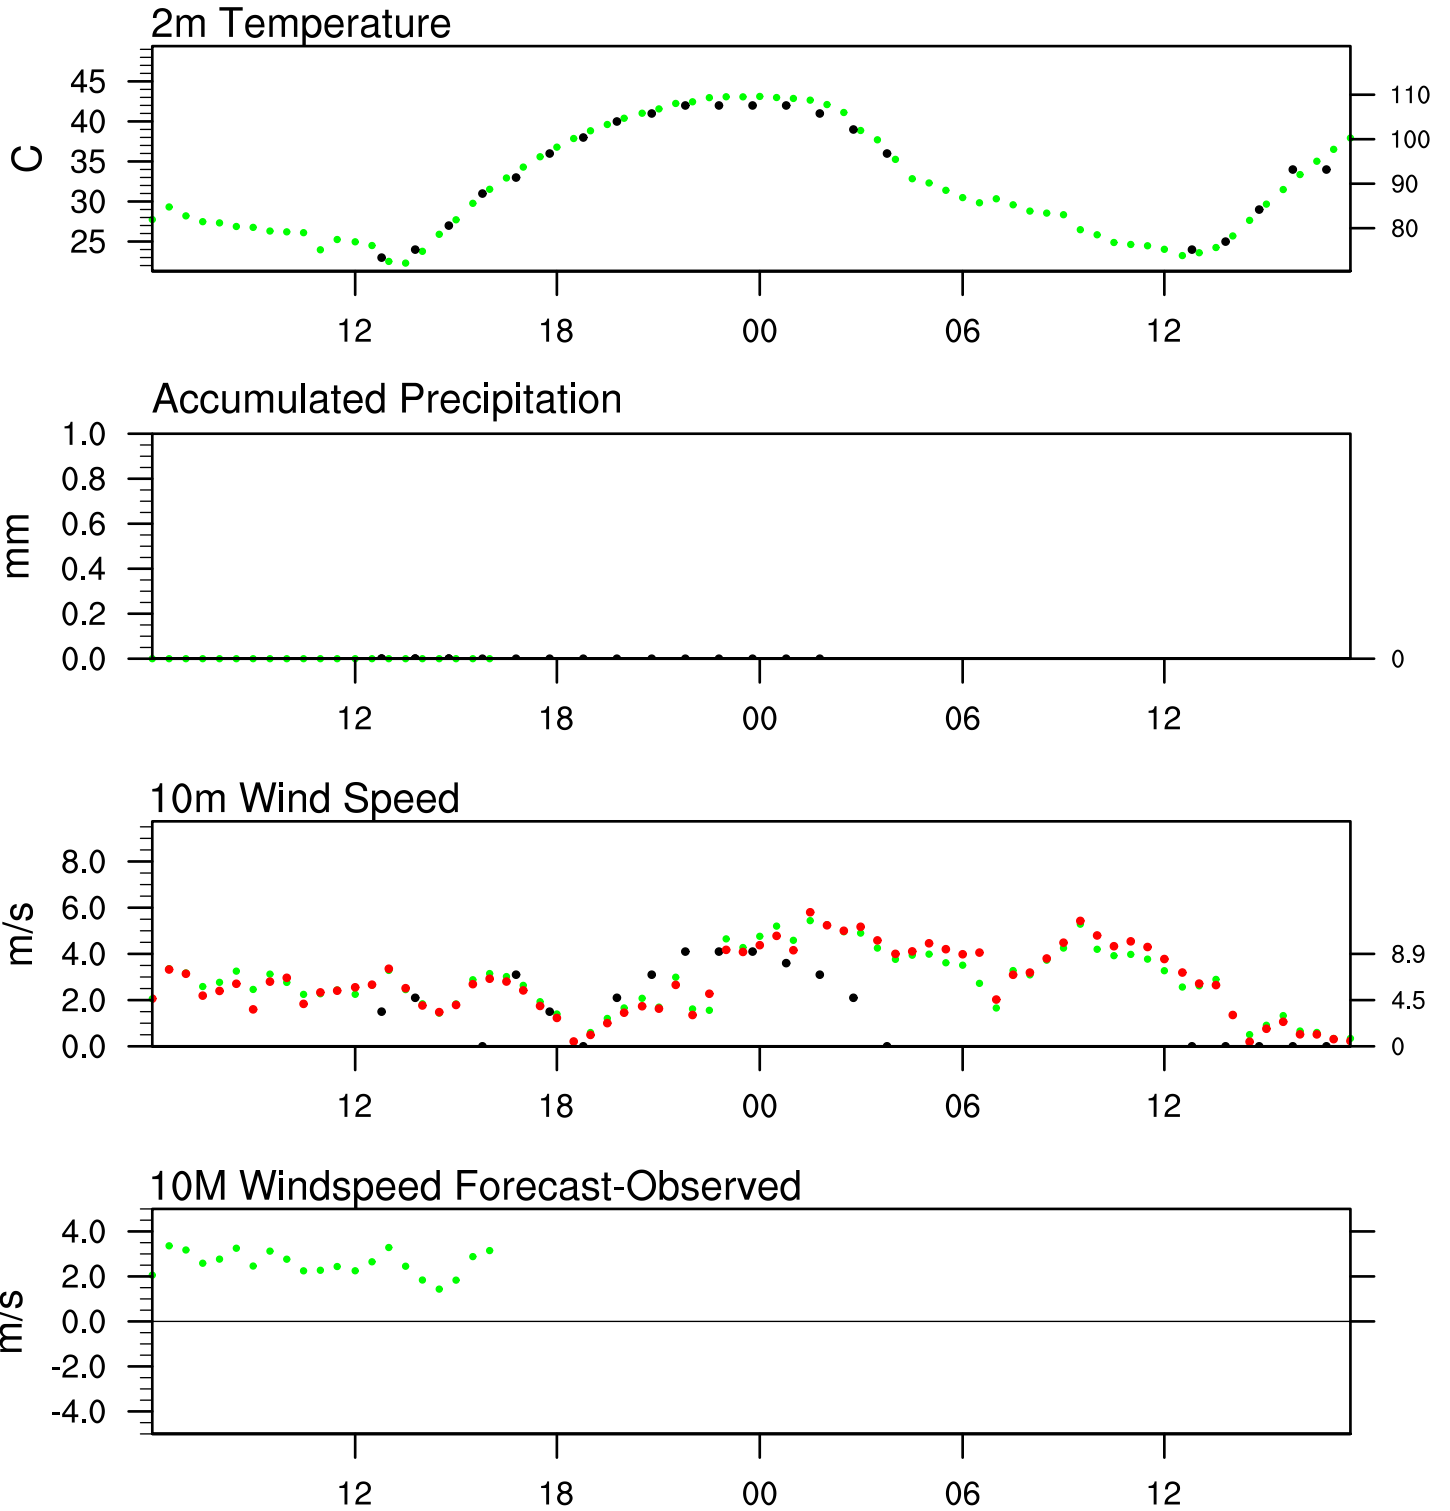 2m Temperature
45
40
35
30
25
C
110
100
90
80
12 18 00 06 12
Accumulated Precipitation
1.0
0.8
0.6
0.4
0.2
0.0
mm
0
12 18 00 06 12
10m Wind Speed
8.0
6.0
4.0
2.0
0.0
m/s
8.9
4.5
0
12 18 00 06 12
10M Windspeed Forecast-Observed
4.0
2.0
0.0
-2.0
-4.0
m/s
12 18 00 06 12